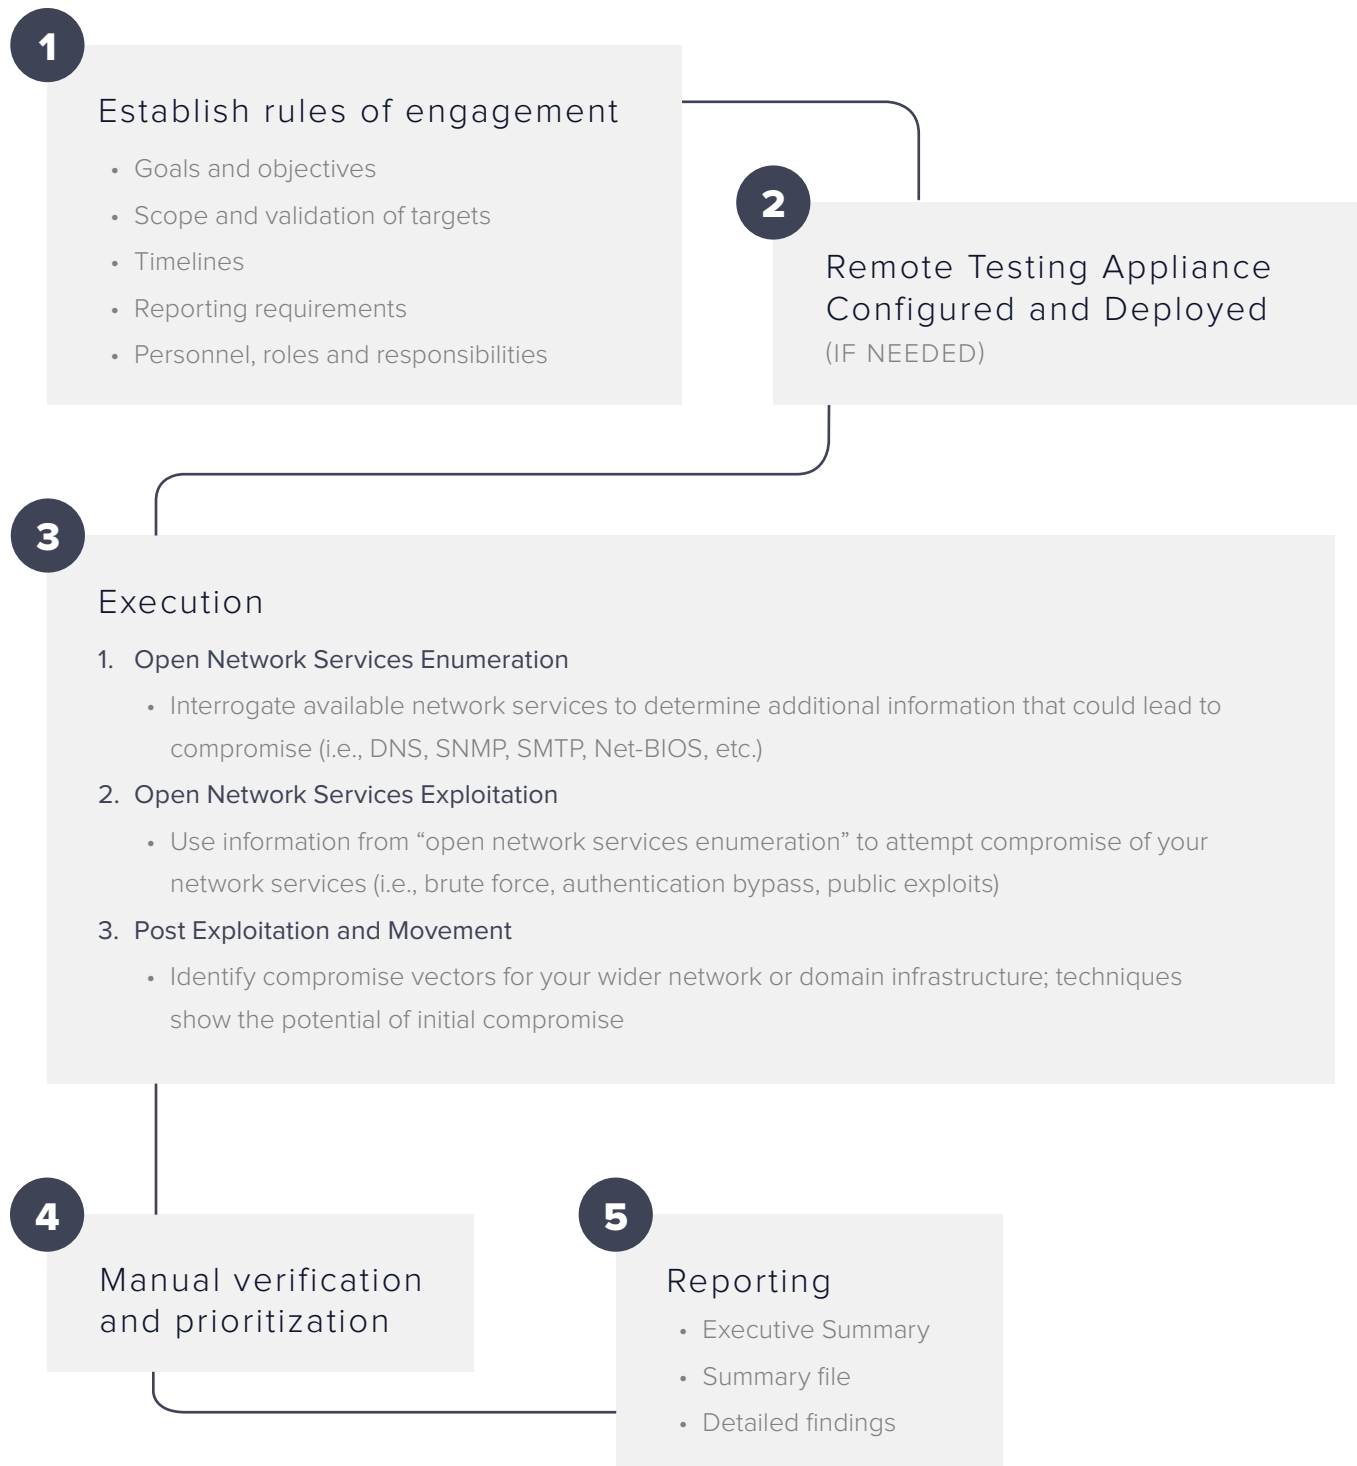 1
Establish rules of engagement
• Goals and objectives
• Scope and validation of targets
• Timelines
• Reporting requirements
• Personnel, roles and responsibilities
2
Remote Testing Appliance
Configured and Deployed
(IF NEEDED)
3
Execution
1. Open Network Services Enumeration
• Interrogate available network services to determine additional information that could lead to
compromise (i.e., DNS, SNMP, SMTP, Net-BIOS, etc.)
2. Open Network Services Exploitation
• Use information from “open network services enumeration” to attempt compromise of your
network services (i.e., brute force, authentication bypass, public exploits)
3. Post Exploitation and Movement
• Identify compromise vectors for your wider network or domain infrastructure; techniques
show the potential of initial compromise
4
Manual verification
and prioritization
5
Reporting
• Executive Summary
• Summary file
• Detailed findings